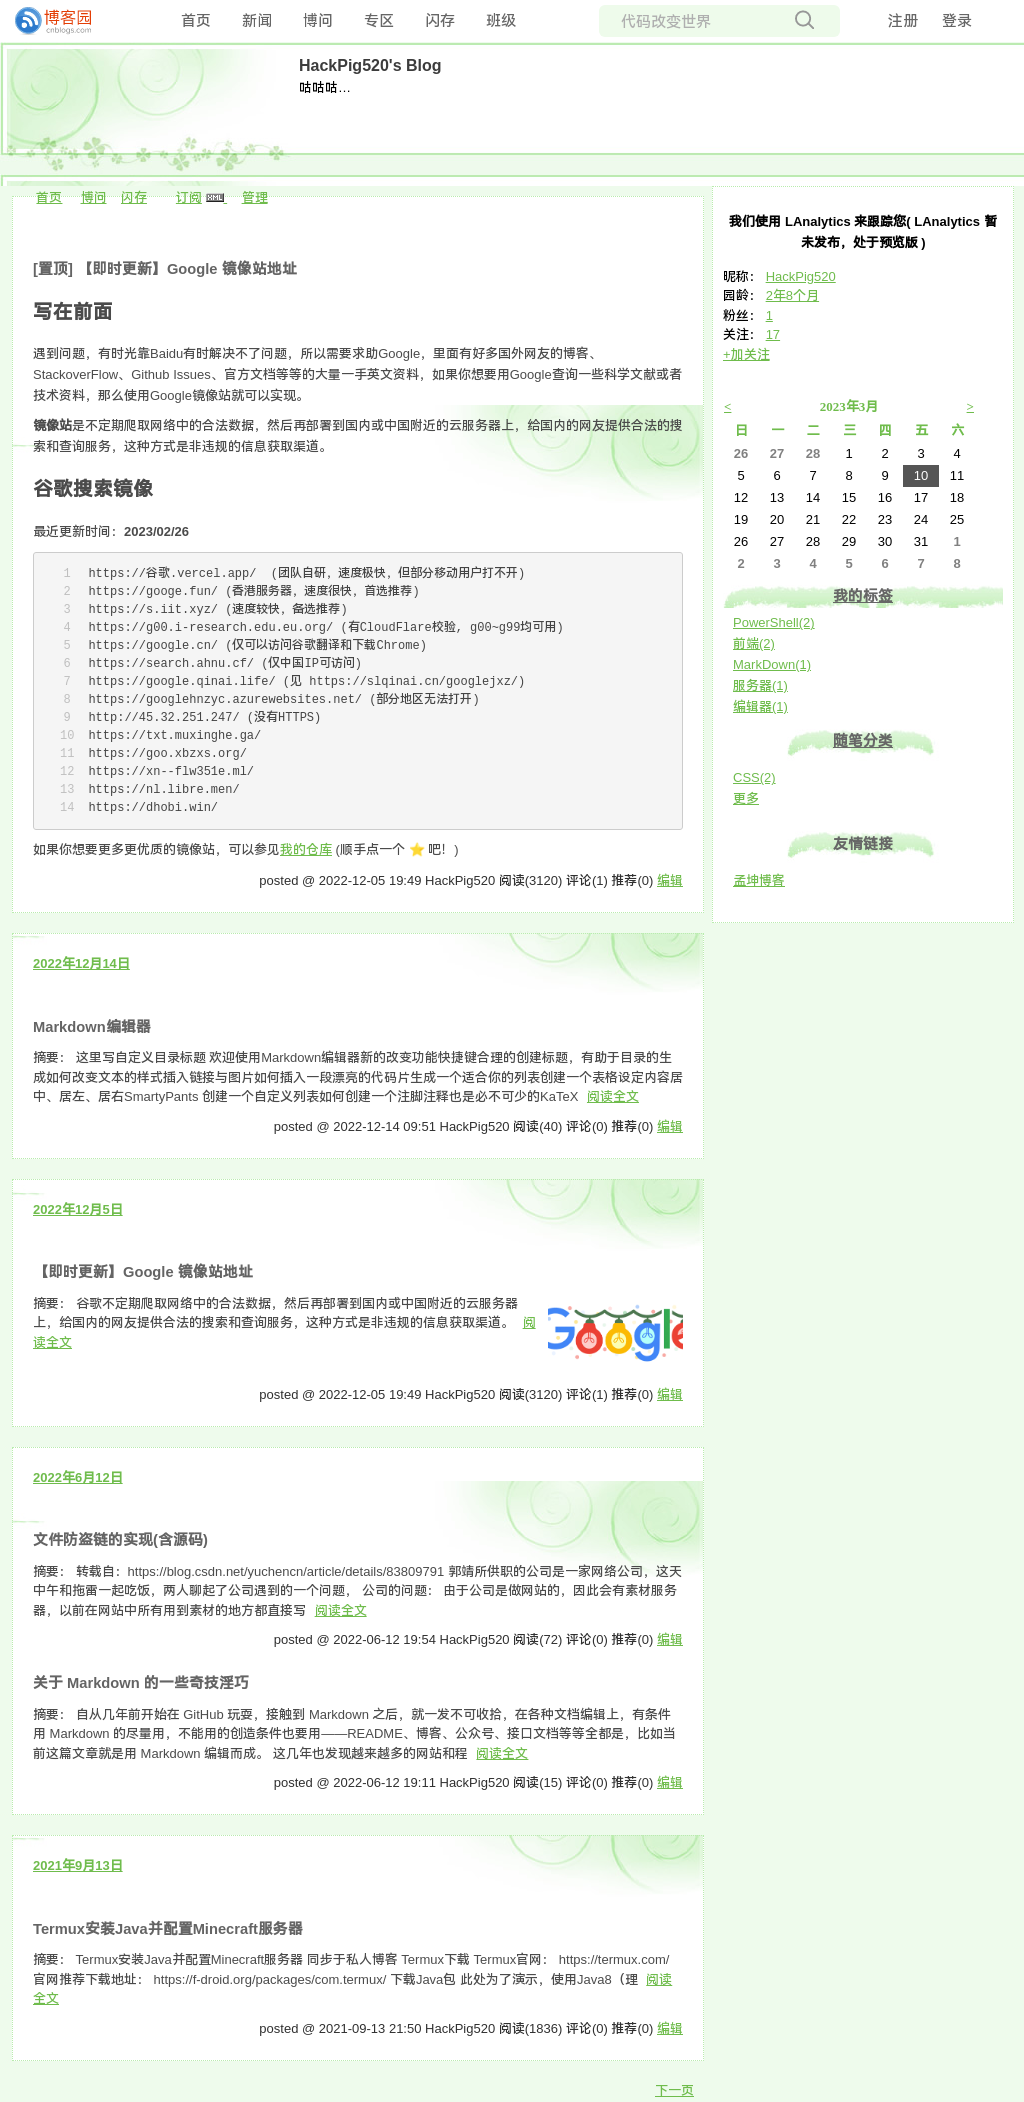 博客园
cnblogs.com
首页 新闻 博问 专区 闪存 班级
代码改变世界
注册 登录
HackPig520's Blog
咕咕咕…
首页 博问 闪存 订阅 XML 管理
[置顶] 【即时更新】Google 镜像站地址
写在前面
遇到问题，有时光靠Baidu有时解决不了问题，所以需要求助Google，里面有好多国外网友的博客、
StackoverFlow、Github Issues、官方文档等等的大量一手英文资料，如果你想要用Google查询一些科学文献或者
技术资料，那么使用Google镜像站就可以实现。
镜像站是不定期爬取网络中的合法数据，然后再部署到国内或中国附近的云服务器上，给国内的网友提供合法的搜
索和查询服务，这种方式是非违规的信息获取渠道。
谷歌搜索镜像
最近更新时间：2023/02/26
1 https://谷歌.vercel.app/ (团队自研，速度极快，但部分移动用户打不开)
2 https://googe.fun/ (香港服务器，速度很快，首选推荐)
3 https://s.iit.xyz/ (速度较快，备选推荐)
4 https://g00.i-research.edu.eu.org/ (有CloudFlare校验, g00~g99均可用)
5 https://google.cn/ (仅可以访问谷歌翻译和下载Chrome)
6 https://search.ahnu.cf/ (仅中国IP可访问)
7 https://google.qinai.life/ (见 https://slqinai.cn/googlejxz/)
8 https://googlehnzyc.azurewebsites.net/ (部分地区无法打开)
9 http://45.32.251.247/ (没有HTTPS)
10 https://txt.muxinghe.ga/
11 https://goo.xbzxs.org/
12 https://xn--flw351e.ml/
13 https://nl.libre.men/
14 https://dhobi.win/
如果你想要更多更优质的镜像站，可以参见我的仓库 (顺手点一个 ⭐ 吧！)
posted @ 2022-12-05 19:49 HackPig520 阅读(3120) 评论(1) 推荐(0) 编辑
2022年12月14日
Markdown编辑器
摘要： 这里写自定义目录标题 欢迎使用Markdown编辑器新的改变功能快捷键合理的创建标题，有助于目录的生
成如何改变文本的样式插入链接与图片如何插入一段漂亮的代码片生成一个适合你的列表创建一个表格设定内容居
中、居左、居右SmartyPants 创建一个自定义列表如何创建一个注脚注释也是必不可少的KaTeX 阅读全文
posted @ 2022-12-14 09:51 HackPig520 阅读(40) 评论(0) 推荐(0) 编辑
2022年12月5日
【即时更新】Google 镜像站地址
摘要： 谷歌不定期爬取网络中的合法数据，然后再部署到国内或中国附近的云服务器
上，给国内的网友提供合法的搜索和查询服务，这种方式是非违规的信息获取渠道。 阅
读全文
Google
posted @ 2022-12-05 19:49 HackPig520 阅读(3120) 评论(1) 推荐(0) 编辑
2022年6月12日
文件防盗链的实现(含源码)
摘要： 转载自：https://blog.csdn.net/yuchencn/article/details/83809791 郭靖所供职的公司是一家网络公司，这天
中午和拖雷一起吃饭，两人聊起了公司遇到的一个问题， 公司的问题： 由于公司是做网站的，因此会有素材服务
器，以前在网站中所有用到素材的地方都直接写 阅读全文
posted @ 2022-06-12 19:54 HackPig520 阅读(72) 评论(0) 推荐(0) 编辑
关于 Markdown 的一些奇技淫巧
摘要： 自从几年前开始在 GitHub 玩耍，接触到 Markdown 之后，就一发不可收拾，在各种文档编辑上，有条件
用 Markdown 的尽量用，不能用的创造条件也要用——README、博客、公众号、接口文档等等全都是，比如当
前这篇文章就是用 Markdown 编辑而成。 这几年也发现越来越多的网站和程 阅读全文
posted @ 2022-06-12 19:11 HackPig520 阅读(15) 评论(0) 推荐(0) 编辑
2021年9月13日
Termux安装Java并配置Minecraft服务器
摘要： Termux安装Java并配置Minecraft服务器 同步于私人博客 Termux下载 Termux官网： https://termux.com/
官网推荐下载地址： https://f-droid.org/packages/com.termux/ 下载Java包 此处为了演示，使用Java8（理 阅读
全文
posted @ 2021-09-13 21:50 HackPig520 阅读(1836) 评论(0) 推荐(0) 编辑
下一页
我们使用 LAnalytics 来跟踪您( LAnalytics 暂
未发布，处于预览版 )
昵称： HackPig520
园龄： 2年8个月
粉丝： 1
关注： 17
+加关注
< 2023年3月 >
日 一 二 三 四 五 六
26 27 28 1 2 3 4
5 6 7 8 9 10 11
12 13 14 15 16 17 18
19 20 21 22 23 24 25
26 27 28 29 30 31 1
2 3 4 5 6 7 8
我的标签
PowerShell(2)
前端(2)
MarkDown(1)
服务器(1)
编辑器(1)
随笔分类
CSS(2)
更多
友情链接
孟坤博客